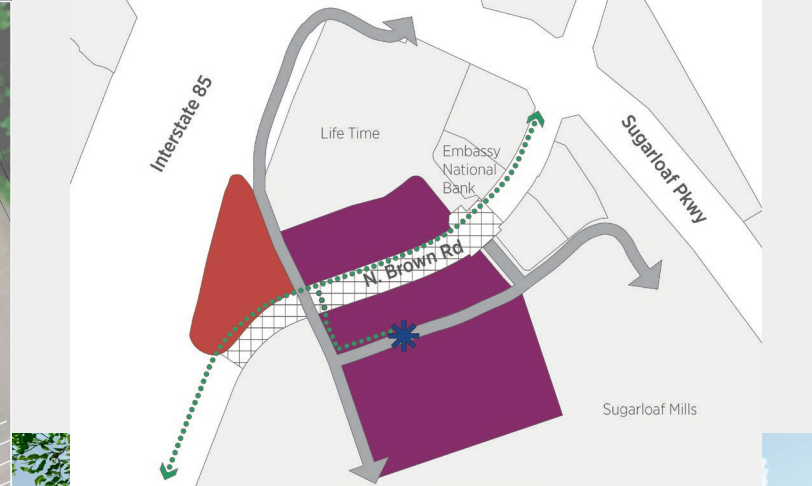 Interstate 85
Life Time
Embassy
National
Bank
Sugarloaf Pkwy
N. Brown Rd
Sugarloaf Mills